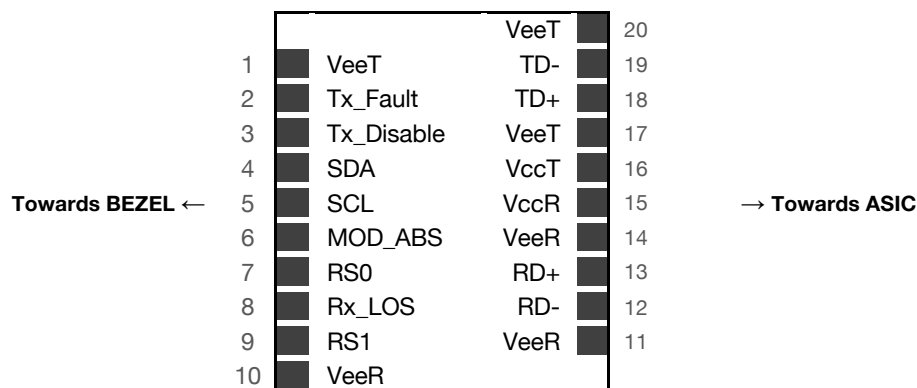 VeeT 20
1 VeeT TD- 19
2 Tx_Fault TD+ 18
3 Tx_Disable VeeT 17
4 SDA VccT 16
Towards BEZEL ← 5 SCL VccR 15 → Towards ASIC
6 MOD_ABS VeeR 14
7 RS0 RD+ 13
8 Rx_LOS RD- 12
9 RS1 VeeR 11
10 VeeR